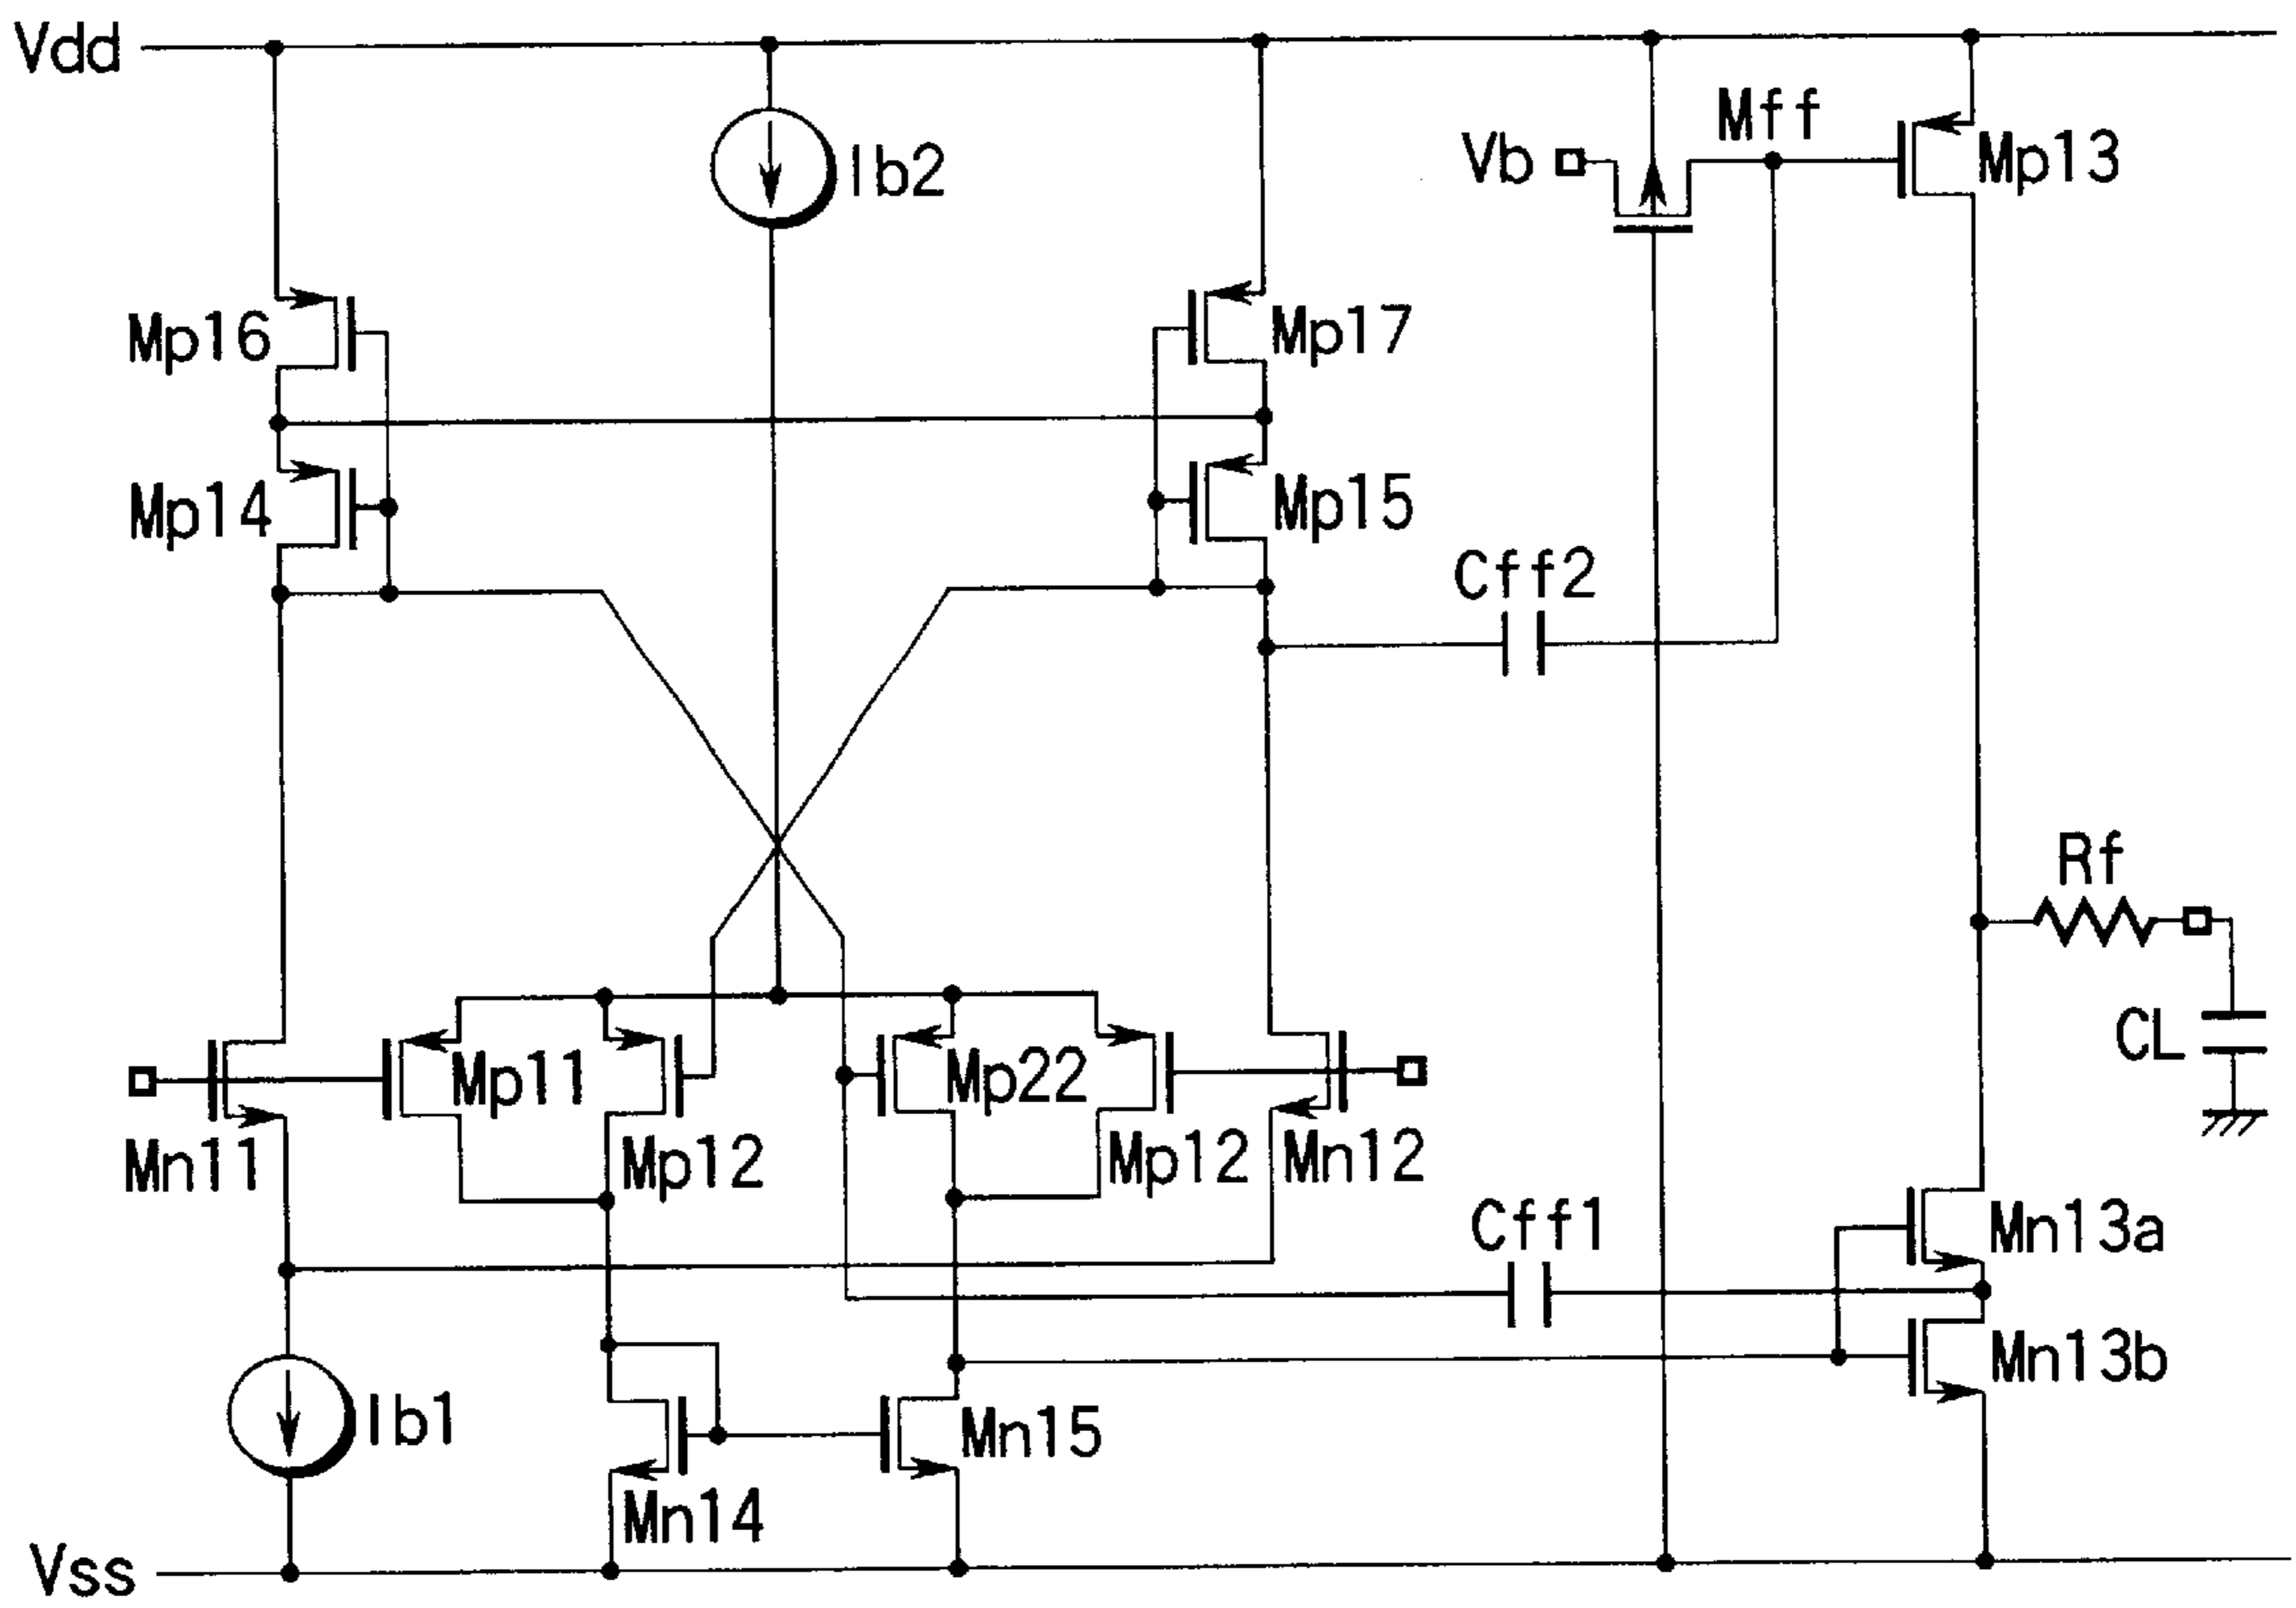 Vdd
Ib2
Vb
Mff
Mp13
Mp16
Mp17
Mp14
Mp15
Cff2
Rf
CL
Mn11
Mp11
Mp12
Mp22
Mp12
Mn12
Cff1
Mn13a
Mn13b
Ib1
Mn14
Mn15
Vss